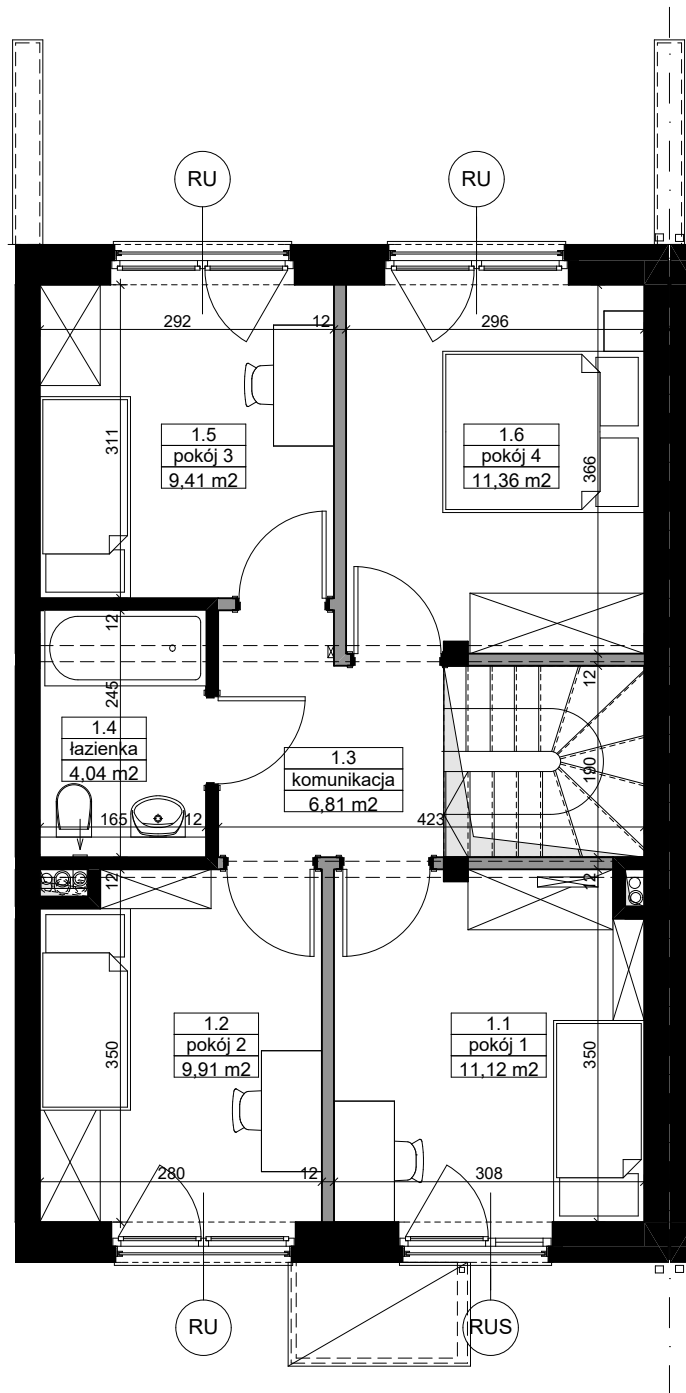 RU
RU
292
12
296
311
1.5
pokój 3
9,41 m2
1.6
pokój 4
11,36 m2
366
12
245
12
1.4
łazienka
4,04 m2
1.3
komunikacja
6,81 m2
190
165
12
423
12
12
1.2
pokój 2
9,91 m2
1.1
pokój 1
11,12 m2
350
350
280
12
308
RU
RUS